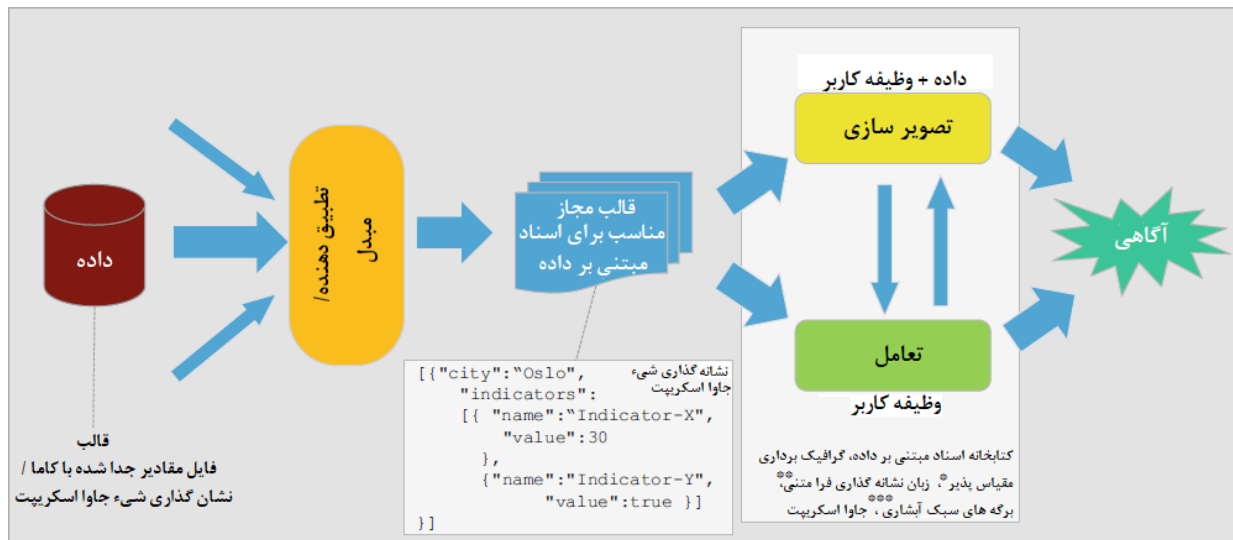 داده
قالب
فایل مقادیر جدا شده با کاما /
نشان گذاری شیء جاوا اسکریپت
تطبیق دهنده/
مبدل
قالب مجاز
مناسب برای اسناد
مبتنی بر داده
نشانه گذاری شیء
جاوا اسکریپت
[{"city":“Oslo",
"indicators":
[{ "name":“Indicator-X",
"value":30
},
{"name":"Indicator-Y",
"value":true }]
}]
داده + وظیفه کاربر
تصویر سازی
تعامل
وظیفه کاربر
کتابخانه اسناد مبتنی بر داده، گرافیک برداری
مقیاس پذیر*، زبان نشانه گذاری فرا متنی**،
برگه های سبک آبشاری***، جاوا اسکریپت
آگاهی